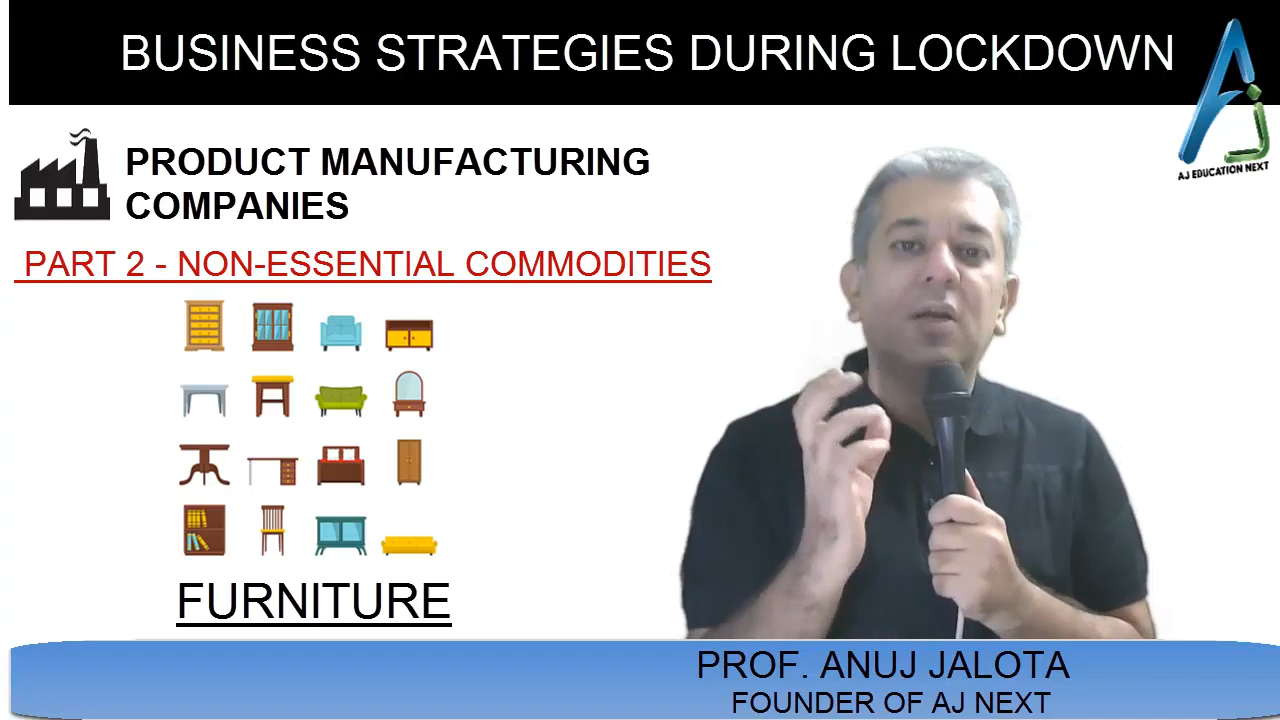 BUSINESS STRATEGIES DURING LOCKDOWN
AJ EDUCATION NEXT
PRODUCT MANUFACTURING
COMPANIES
PART 2 - NON-ESSENTIAL COMMODITIES
FURNITURE
PROF. ANUJ JALOTA
FOUNDER OF AJ NEXT